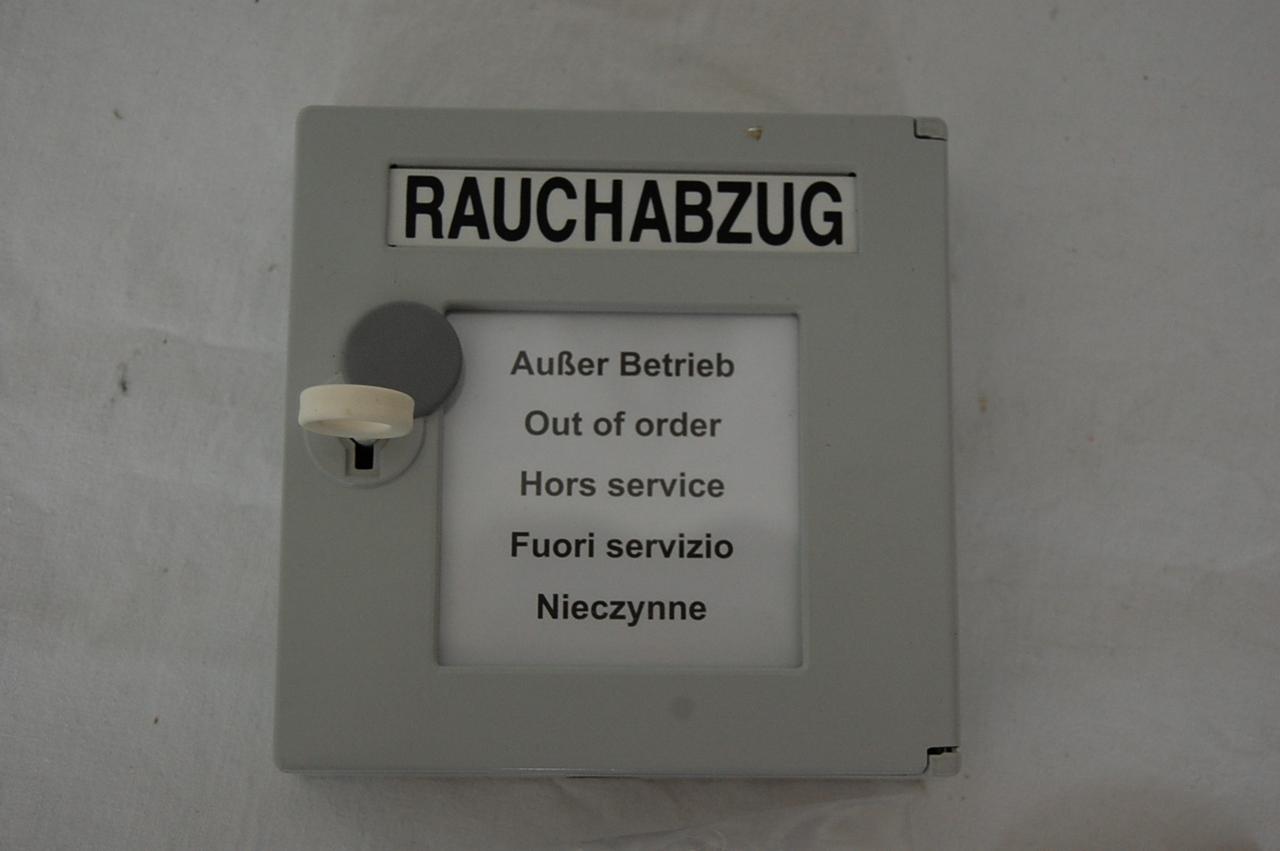 RAUCHABZUG
Außer Betrieb
Out of order
Hors service
Fuori servizio
Nieczynne